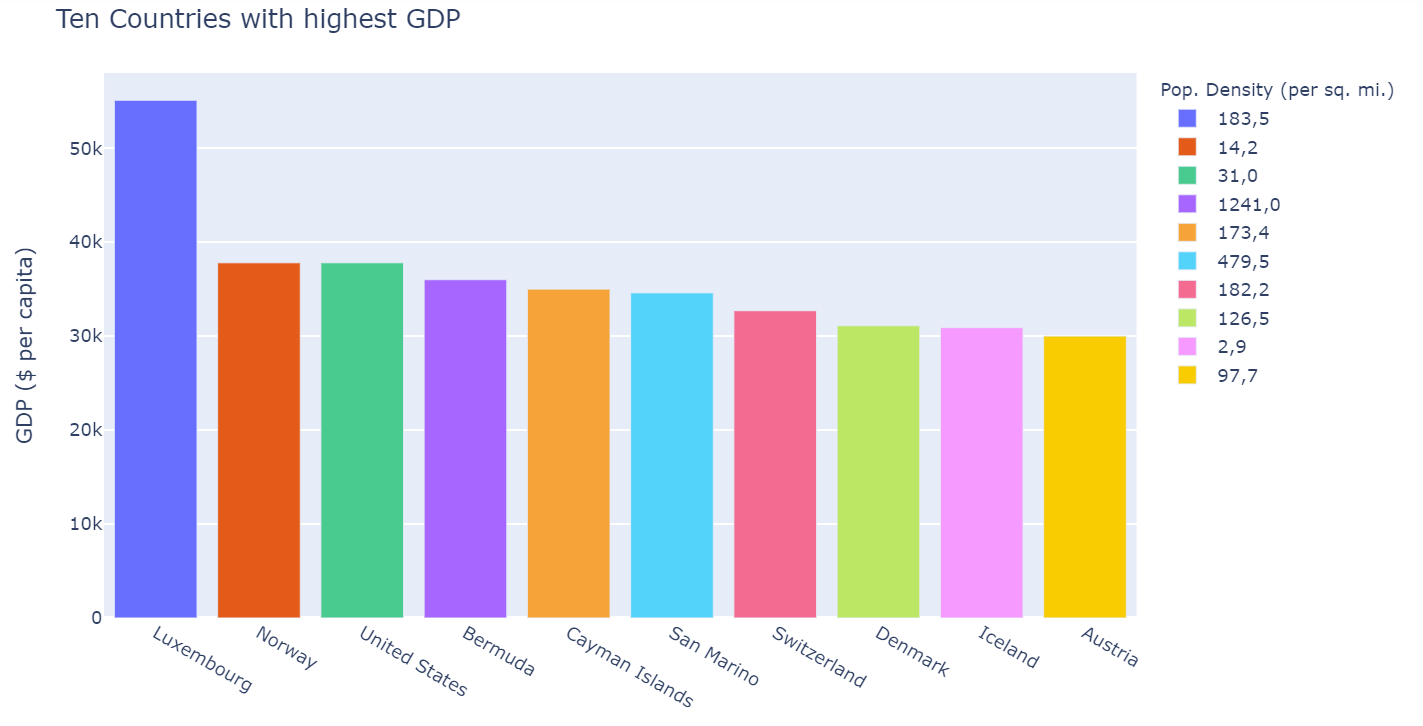 Ten Countries with highest GDP
Pop. Density (per sq. mi.)
183,5
14,2
31,0
1241,0
173,4
479,5
182,2
126,5
2,9
97,7
GDP ($ per capita)
50k
40k
30k
20k
10k
0
Luxembourg
Norway
United States
Bermuda
Cayman Islands
San Marino
Switzerland
Denmark
Iceland
Austria